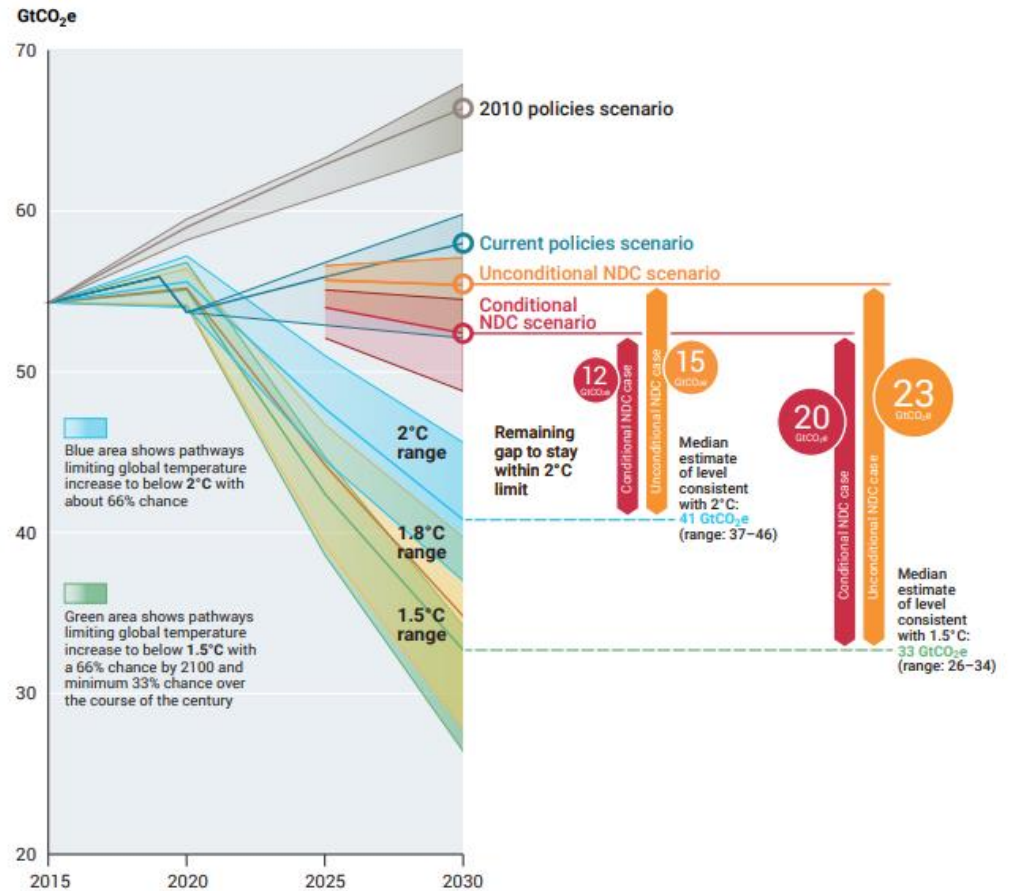 GtCO₂e
70
60
50
40
30
20
2015
2020
2025
2030
2010 policies scenario
Current policies scenario
Unconditional NDC scenario
Conditional
NDC scenario
2°C
range
1.8°C
range
1.5°C
range
Blue area shows pathways
limiting global temperature
increase to below 2°C with
about 66% chance
Green area shows pathways
limiting global temperature
increase to below 1.5°C with
a 66% chance by 2100 and
minimum 33% chance over
the course of the century
Remaining
gap to stay
within 2°C
limit
12
GtCO₂e
Conditional NDC case
15
GtCO₂e
Unconditional NDC case
Median
estimate
of level
consistent
with 2°C:
41 GtCO₂e
(range: 37–46)
20
GtCO₂e
Conditional NDC case
23
GtCO₂e
Unconditional NDC case
Median
estimate
of level
consistent
with 1.5°C:
33 GtCO₂e
(range: 26–34)